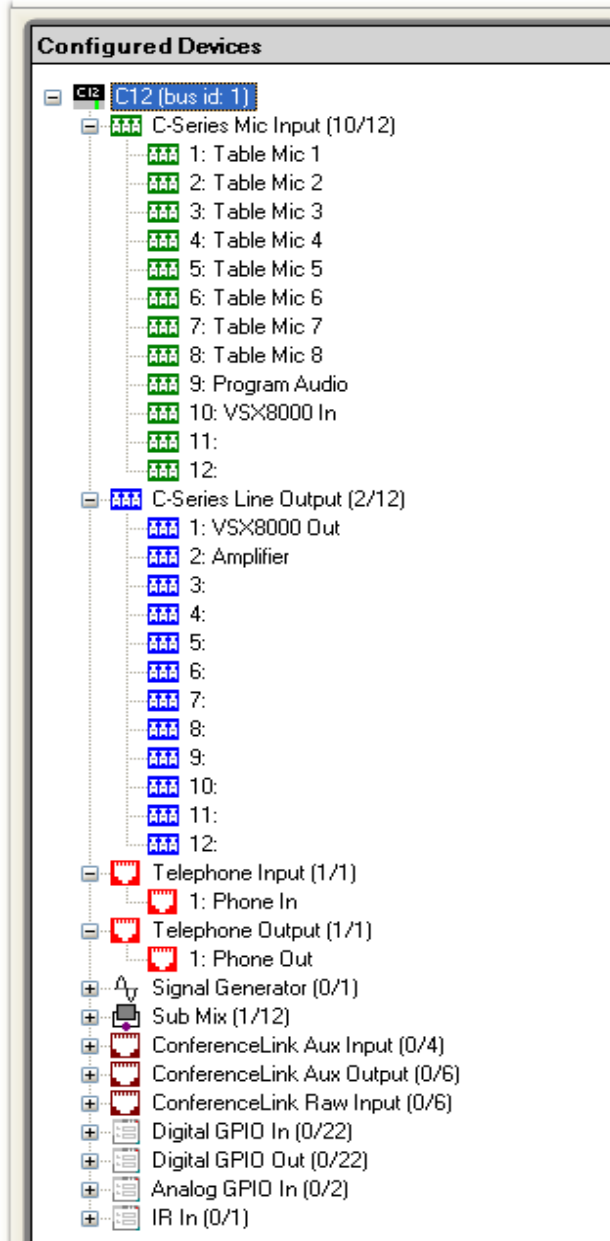 Configured Devices
C12 C12 (bus id: 1)
C-Series Mic Input (10/12)
1: Table Mic 1
2: Table Mic 2
3: Table Mic 3
4: Table Mic 4
5: Table Mic 5
6: Table Mic 6
7: Table Mic 7
8: Table Mic 8
9: Program Audio
10: VSX8000 In
11:
12:
C-Series Line Output (2/12)
1: VSX8000 Out
2: Amplifier
3:
4:
5:
6:
7:
8:
9:
10:
11:
12:
Telephone Input (1/1)
1: Phone In
Telephone Output (1/1)
1: Phone Out
Signal Generator (0/1)
Sub Mix (1/12)
ConferenceLink Aux Input (0/4)
ConferenceLink Aux Output (0/6)
ConferenceLink Raw Input (0/6)
Digital GPIO In (0/22)
Digital GPIO Out (0/22)
Analog GPIO In (0/2)
IR In (0/1)